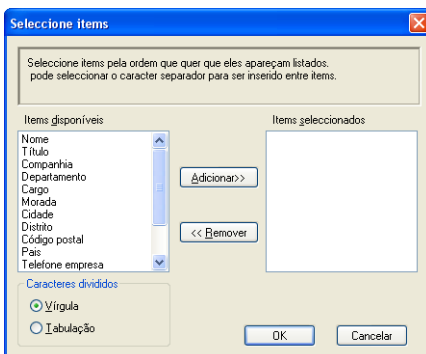 Seleccione items
Seleccione items pela ordem que quer que eles apareçam listados.
pode seleccionar o caracter separador para ser inserido entre items.
Items disponíveis
Items seleccionados
Nome
Título
Companhia
Departamento
Cargo
Morada
Cidade
Distrito
Código postal
Pais
Telefone empresa
Adicionar>>
<< Remover
Caracteres divididos
Vírgula
Tabulação
OK
Cancelar